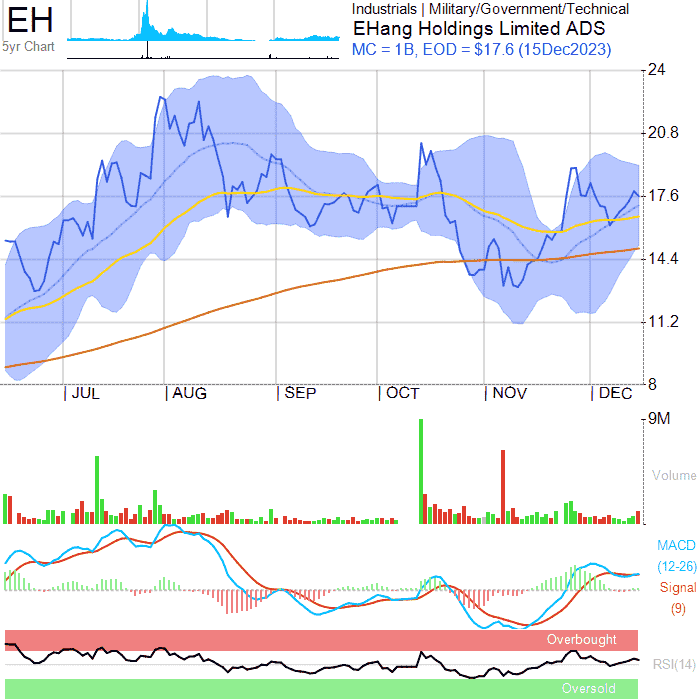 EH
5yr Chart
Industrials | Military/Government/Technical
EHang Holdings Limited ADS
MC = 1B, EOD = $17.6 (15Dec2023)
24
20.8
17.6
14.4
11.2
8
JUL AUG SEP OCT NOV DEC
9M
Volume
MACD
(12-26)
Signal
(9)
Overbought
RSI(14)
Oversold